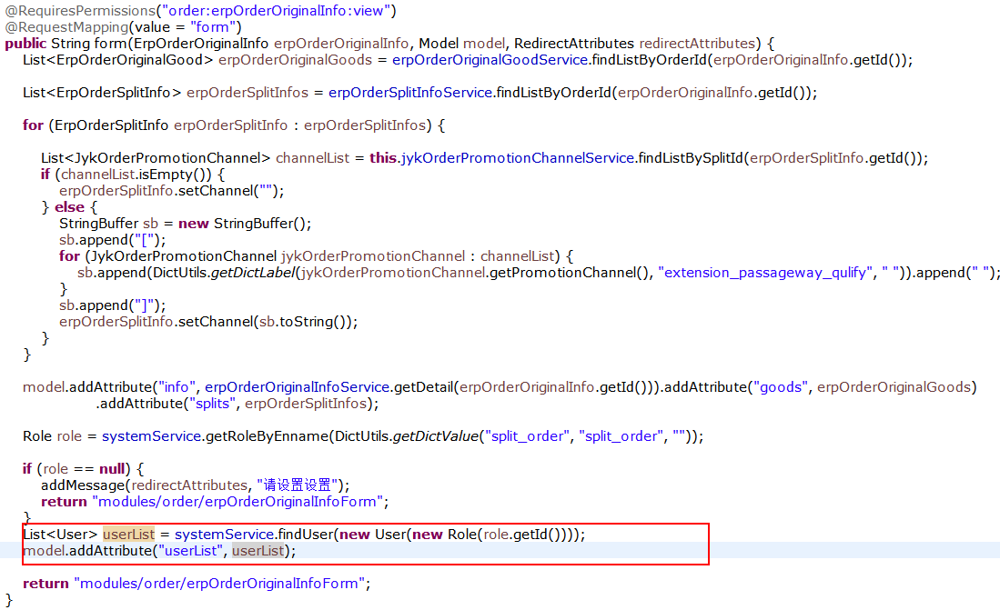 @RequiresPermissions("order:erpOrderOriginalInfo:view")
@RequestMapping(value = "form")
public String form(ErpOrderOriginalInfo erpOrderOriginalInfo, Model model, RedirectAttributes redirectAttributes) {
List<ErpOrderOriginalGood> erpOrderOriginalGoods = erpOrderOriginalGoodService.findListByOrderId(erpOrderOriginalInfo.getId());
List<ErpOrderSplitInfo> erpOrderSplitInfos = erpOrderSplitInfoService.findListByOrderId(erpOrderOriginalInfo.getId());
for (ErpOrderSplitInfo erpOrderSplitInfo : erpOrderSplitInfos) {
List<JykOrderPromotionChannel> channelList = this.jykOrderPromotionChannelService.findListBySplitId(erpOrderSplitInfo.getId());
if (channelList.isEmpty()) {
erpOrderSplitInfo.setChannel("");
} else {
StringBuffer sb = new StringBuffer();
sb.append("[");
for (JykOrderPromotionChannel jykOrderPromotionChannel : channelList) {
sb.append(DictUtils.getDictLabel(jykOrderPromotionChannel.getPromotionChannel(), "extension_passageway_qulify", " ")).append(" ");
}
sb.append("]");
erpOrderSplitInfo.setChannel(sb.toString());
}
}
model.addAttribute("info", erpOrderOriginalInfoService.getDetail(erpOrderOriginalInfo.getId())).addAttribute("goods", erpOrderOriginalGoods)
.addAttribute("splits", erpOrderSplitInfos);
Role role = systemService.getRoleByEnname(DictUtils.getDictValue("split_order", "split_order", ""));
if (role == null) {
addMessage(redirectAttributes, "请设置设置");
return "modules/order/erpOrderOriginalInfoForm";
}
List<User> userList = systemService.findUser(new User(new Role(role.getId())));
model.addAttribute("userList", userList);
return "modules/order/erpOrderOriginalInfoForm";
}